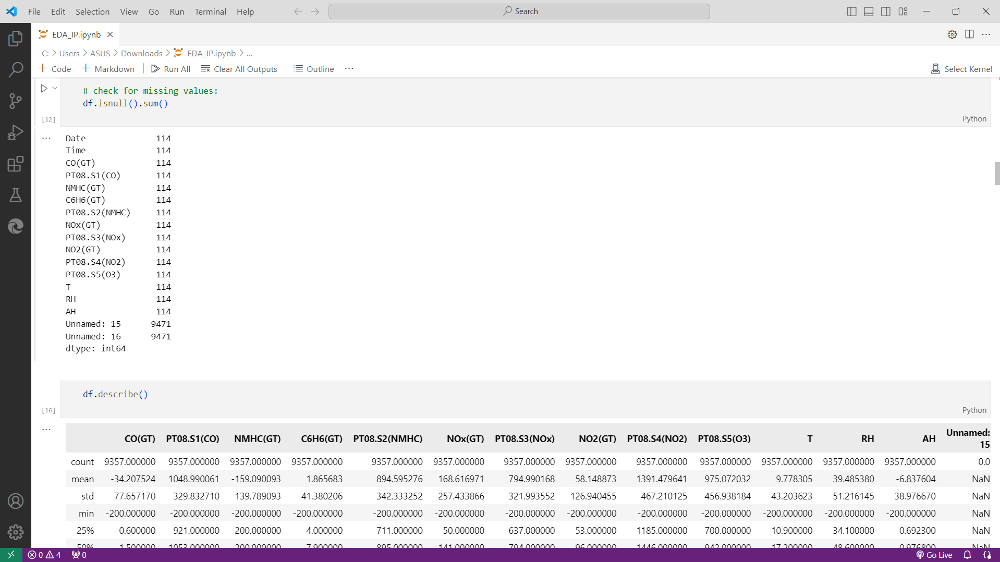 File Edit Selection View Go Run Terminal Help Search
EDA_IP.ipynb
C: > Users > ASUS > Downloads > EDA_IP.ipynb > ...
+ Code + Markdown | Run All Clear All Outputs | Outline ... Select Kernel
# check for missing values:
df.isnull().sum()
[12] Python
... Date 114
Time 114
CO(GT) 114
PT08.S1(CO) 114
NMHC(GT) 114
C6H6(GT) 114
PT08.S2(NMHC) 114
NOx(GT) 114
PT08.S3(NOx) 114
NO2(GT) 114
PT08.S4(NO2) 114
PT08.S5(O3) 114
T 114
RH 114
AH 114
Unnamed: 15 9471
Unnamed: 16 9471
dtype: int64
df.describe()
[16] Python
...
CO(GT) PT08.S1(CO) NMHC(GT) C6H6(GT) PT08.S2(NMHC) NOx(GT) PT08.S3(NOx) NO2(GT) PT08.S4(NO2) PT08.S5(O3) T RH AH Unnamed: 15
count 9357.000000 9357.000000 9357.000000 9357.000000 9357.000000 9357.000000 9357.000000 9357.000000 9357.000000 9357.000000 9357.000000 9357.000000 9357.000000 0.0
mean -34.207524 1048.990061 -159.090093 1.865683 894.595276 168.616971 794.990168 58.148873 1391.479641 975.072032 9.778305 39.485380 -6.837604 NaN
std 77.657170 329.832710 139.789093 41.380206 342.333252 257.433866 321.993552 126.940455 467.210125 456.938184 43.203623 51.216145 38.976670 NaN
min -200.000000 -200.000000 -200.000000 -200.000000 -200.000000 -200.000000 -200.000000 -200.000000 -200.000000 -200.000000 -200.000000 -200.000000 -200.000000 NaN
25% 0.600000 921.000000 -200.000000 4.000000 711.000000 50.000000 637.000000 53.000000 1185.000000 700.000000 10.900000 34.100000 0.692300 NaN
50% 1.500000 1053.000000 -200.000000 7.900000 895.000000 141.000000 794.000000 96.000000 1446.000000 942.000000 17.200000 48.600000 0.976800 NaN
0 4 0 Go Live